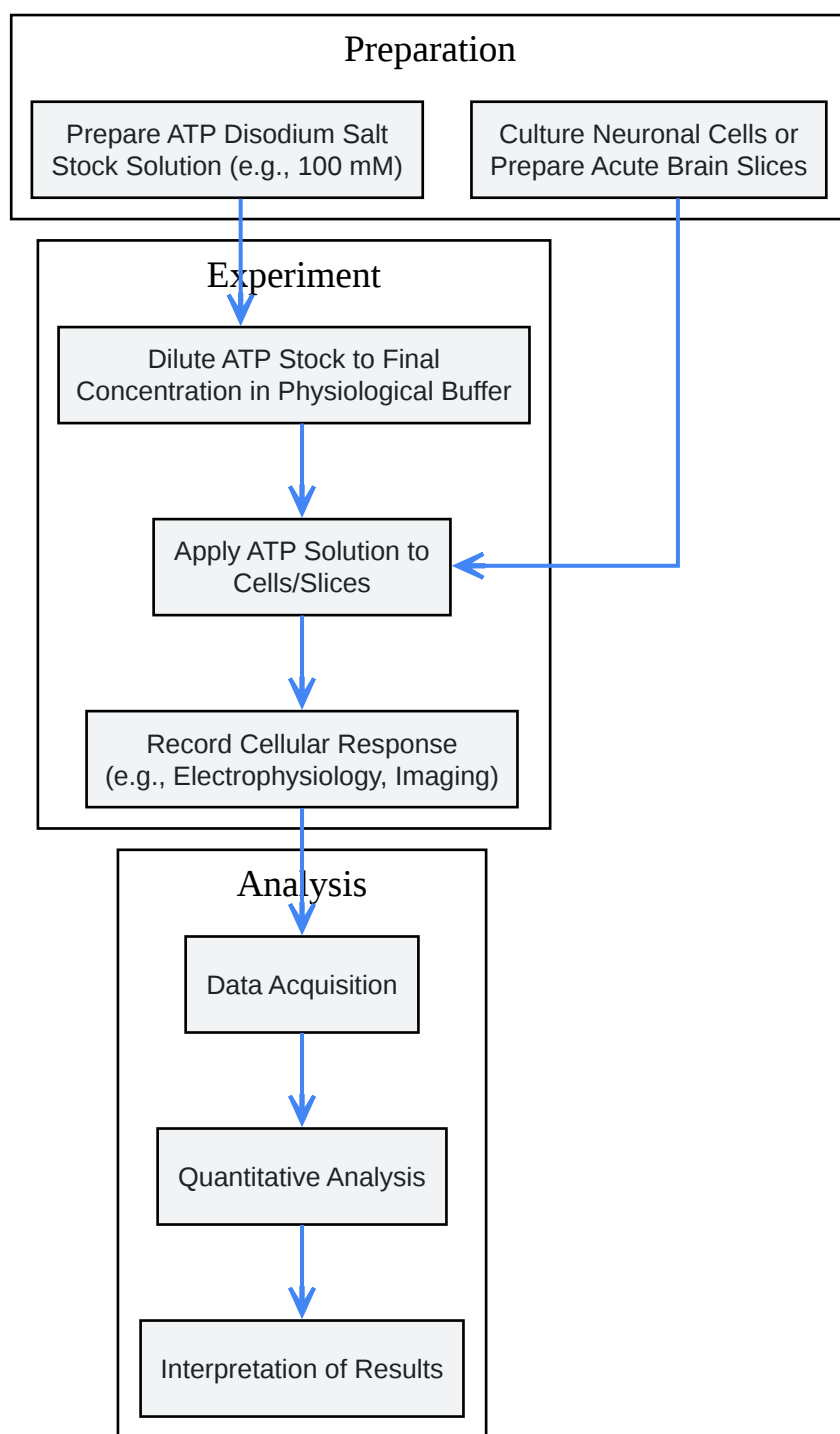 Preparation
Prepare ATP Disodium Salt
Stock Solution (e.g., 100 mM)
Culture Neuronal Cells or
Prepare Acute Brain Slices
Experiment
Dilute ATP Stock to Final
Concentration in Physiological Buffer
Apply ATP Solution to
Cells/Slices
Record Cellular Response
(e.g., Electrophysiology, Imaging)
Analysis
Data Acquisition
Quantitative Analysis
Interpretation of Results